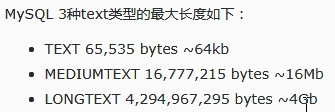 MySQL 3种text类型的最大长度如下：
TEXT 65,535 bytes ~64kb
MEDIUMTEXT 16,777,215 bytes ~16Mb
LONGTEXT 4,294,967,295 bytes ~4Gb